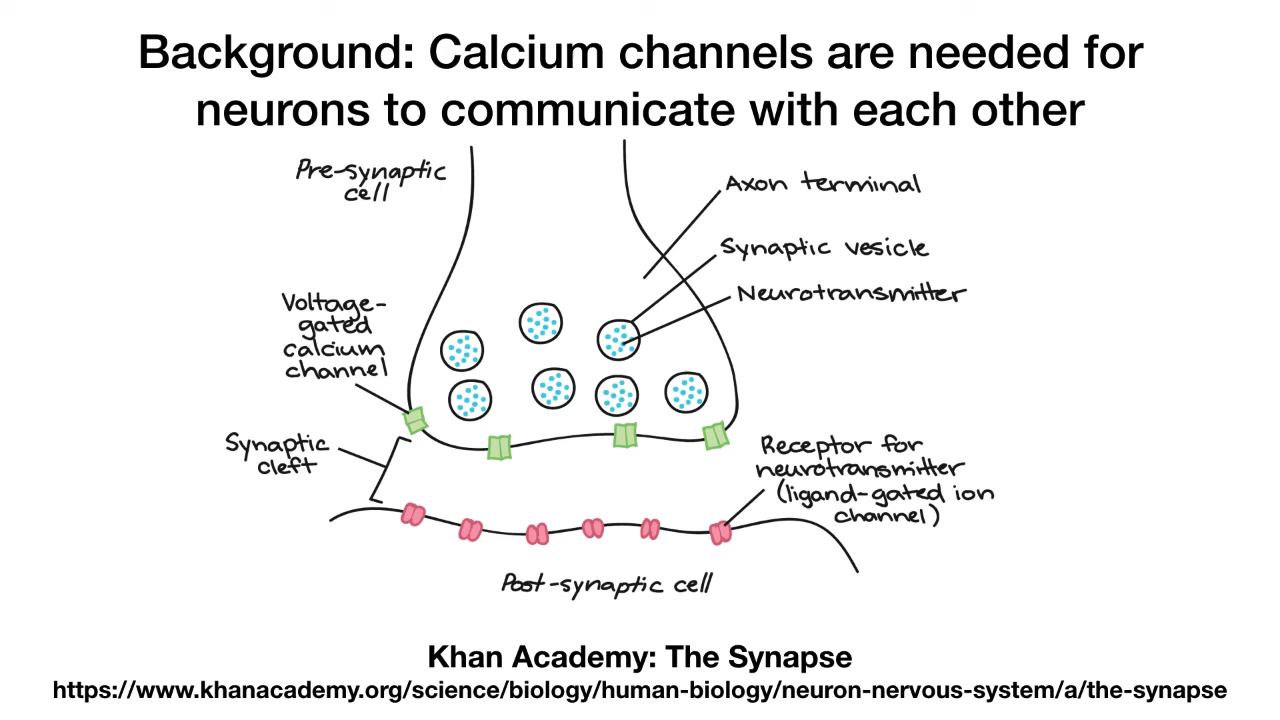 Background: Calcium channels are needed for
neurons to communicate with each other
Pre-synaptic
cell
Axon terminal
Synaptic vesicle
Neurotransmitter
Voltage-
gated
calcium
channel
Synaptic
cleft
Receptor for
neurotransmitter
(ligand-gated ion
channel)
Post-synaptic cell
Khan Academy: The Synapse
https://www.khanacademy.org/science/biology/human-biology/neuron-nervous-system/a/the-synapse